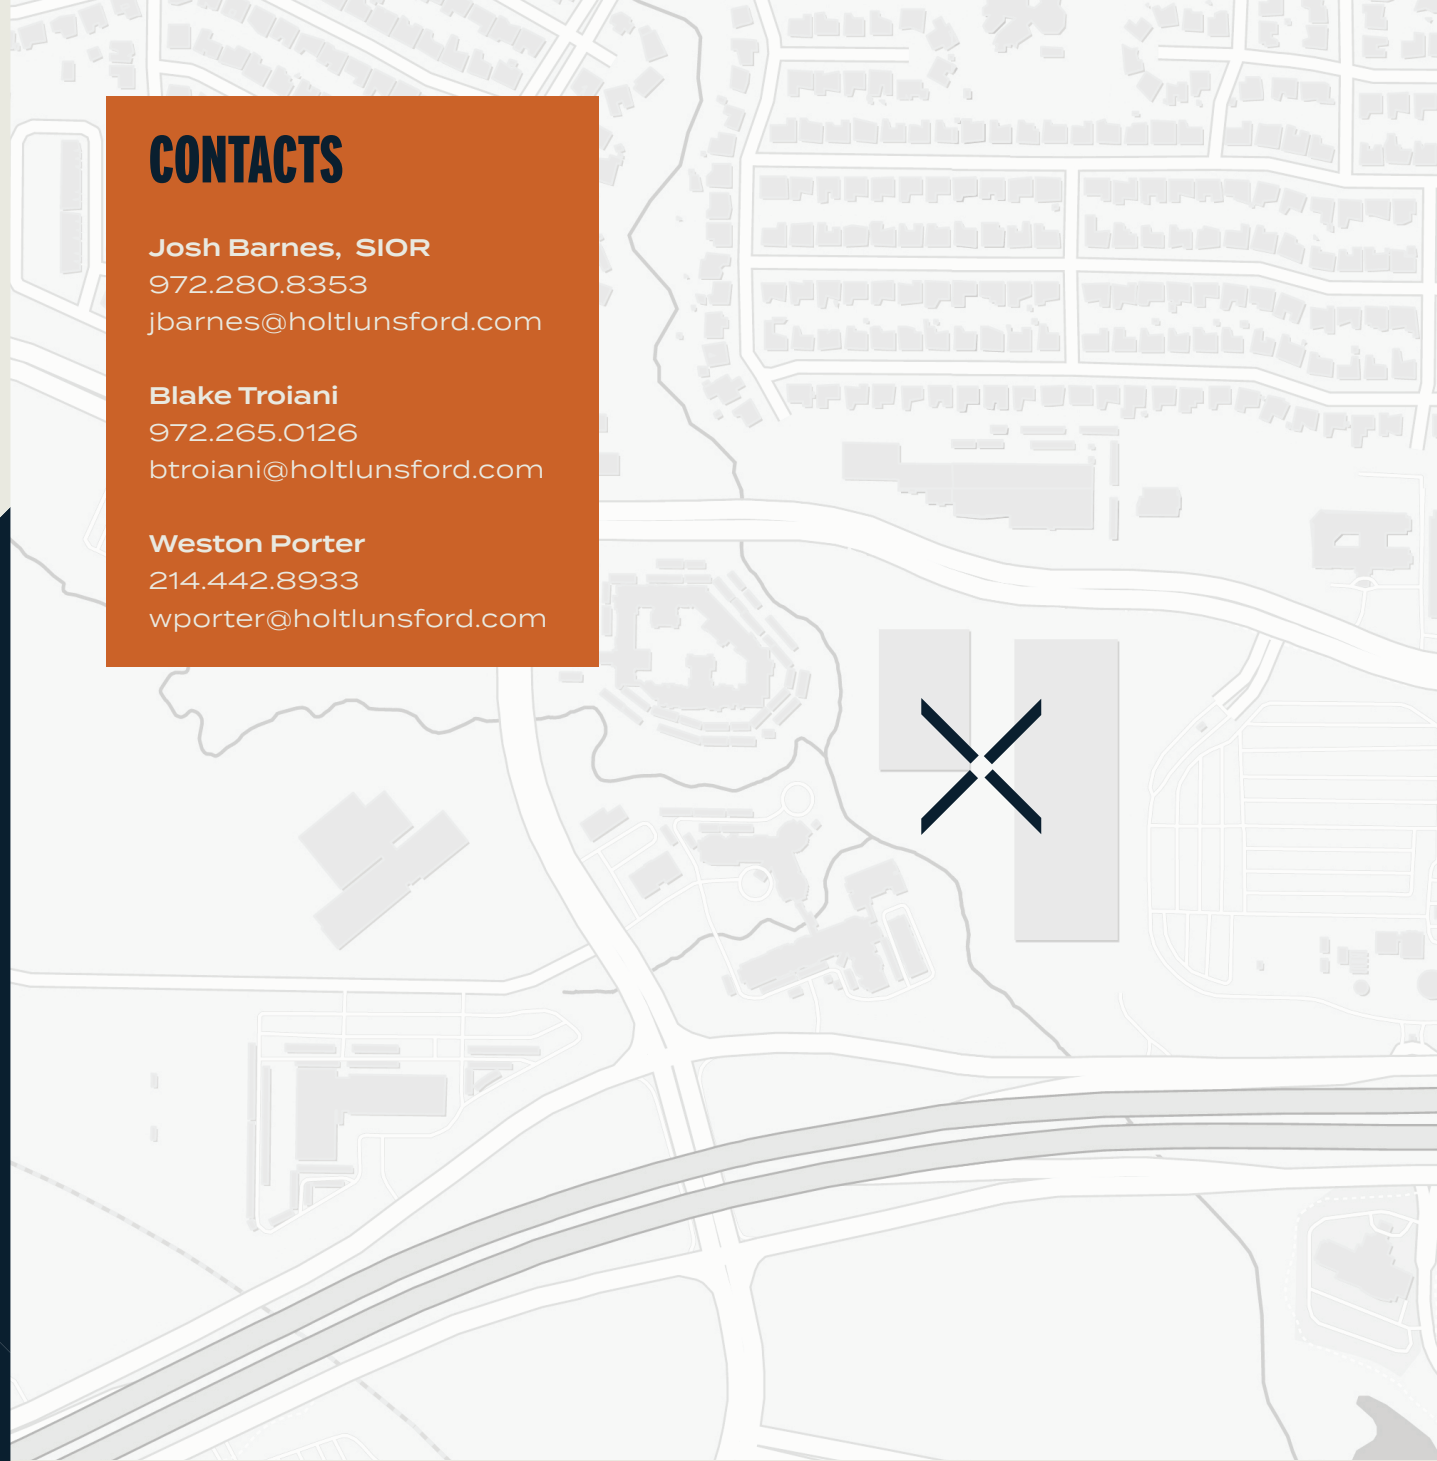 CONTACTS
Josh Barnes, SIOR
972.280.8353
jbarnes@holtlunsford.com
Blake Troiani
972.265.0126
btroiani@holtlunsford.com
Weston Porter
214.442.8933
wporter@holtlunsford.com